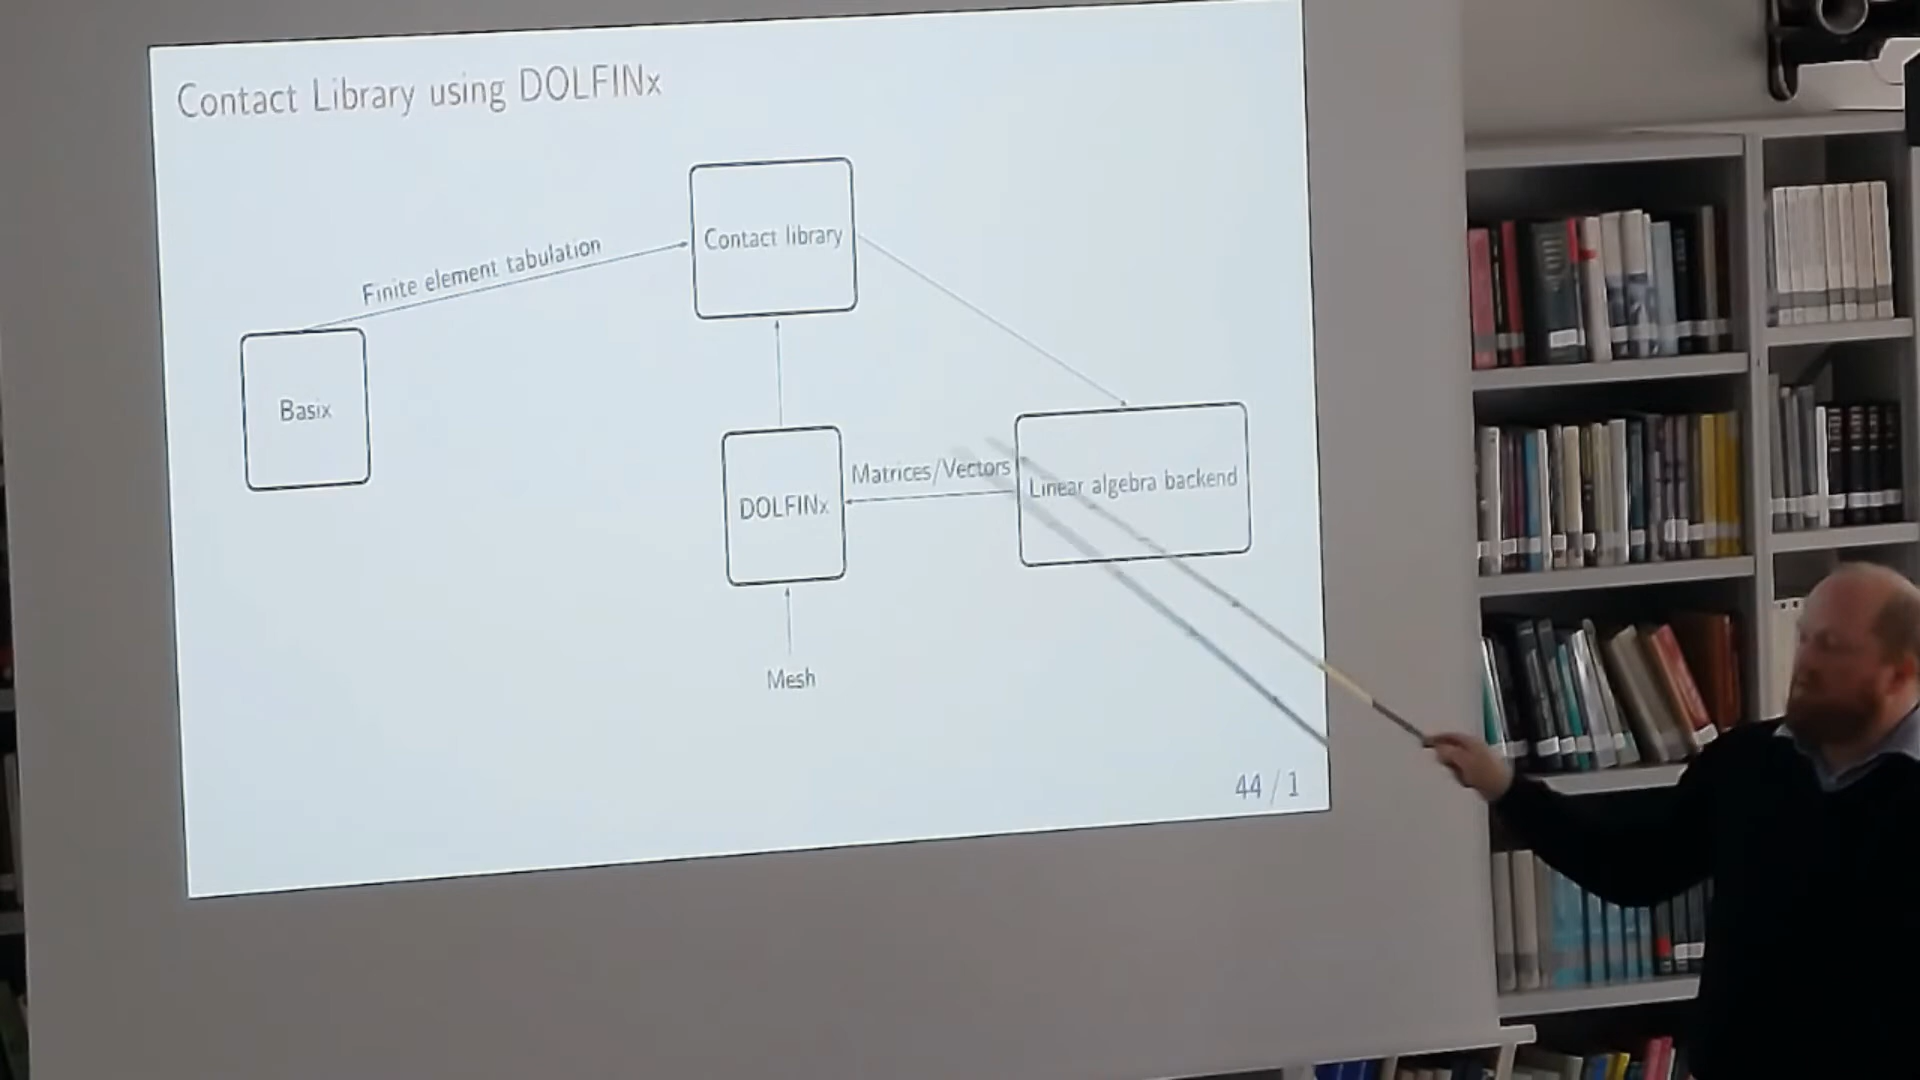 Contact Library using DOLFINx
Contact library
Finite element tabulation
Basix
Matrices/Vectors
Linear algebra backend
DOLFINx
Mesh
44 / 1